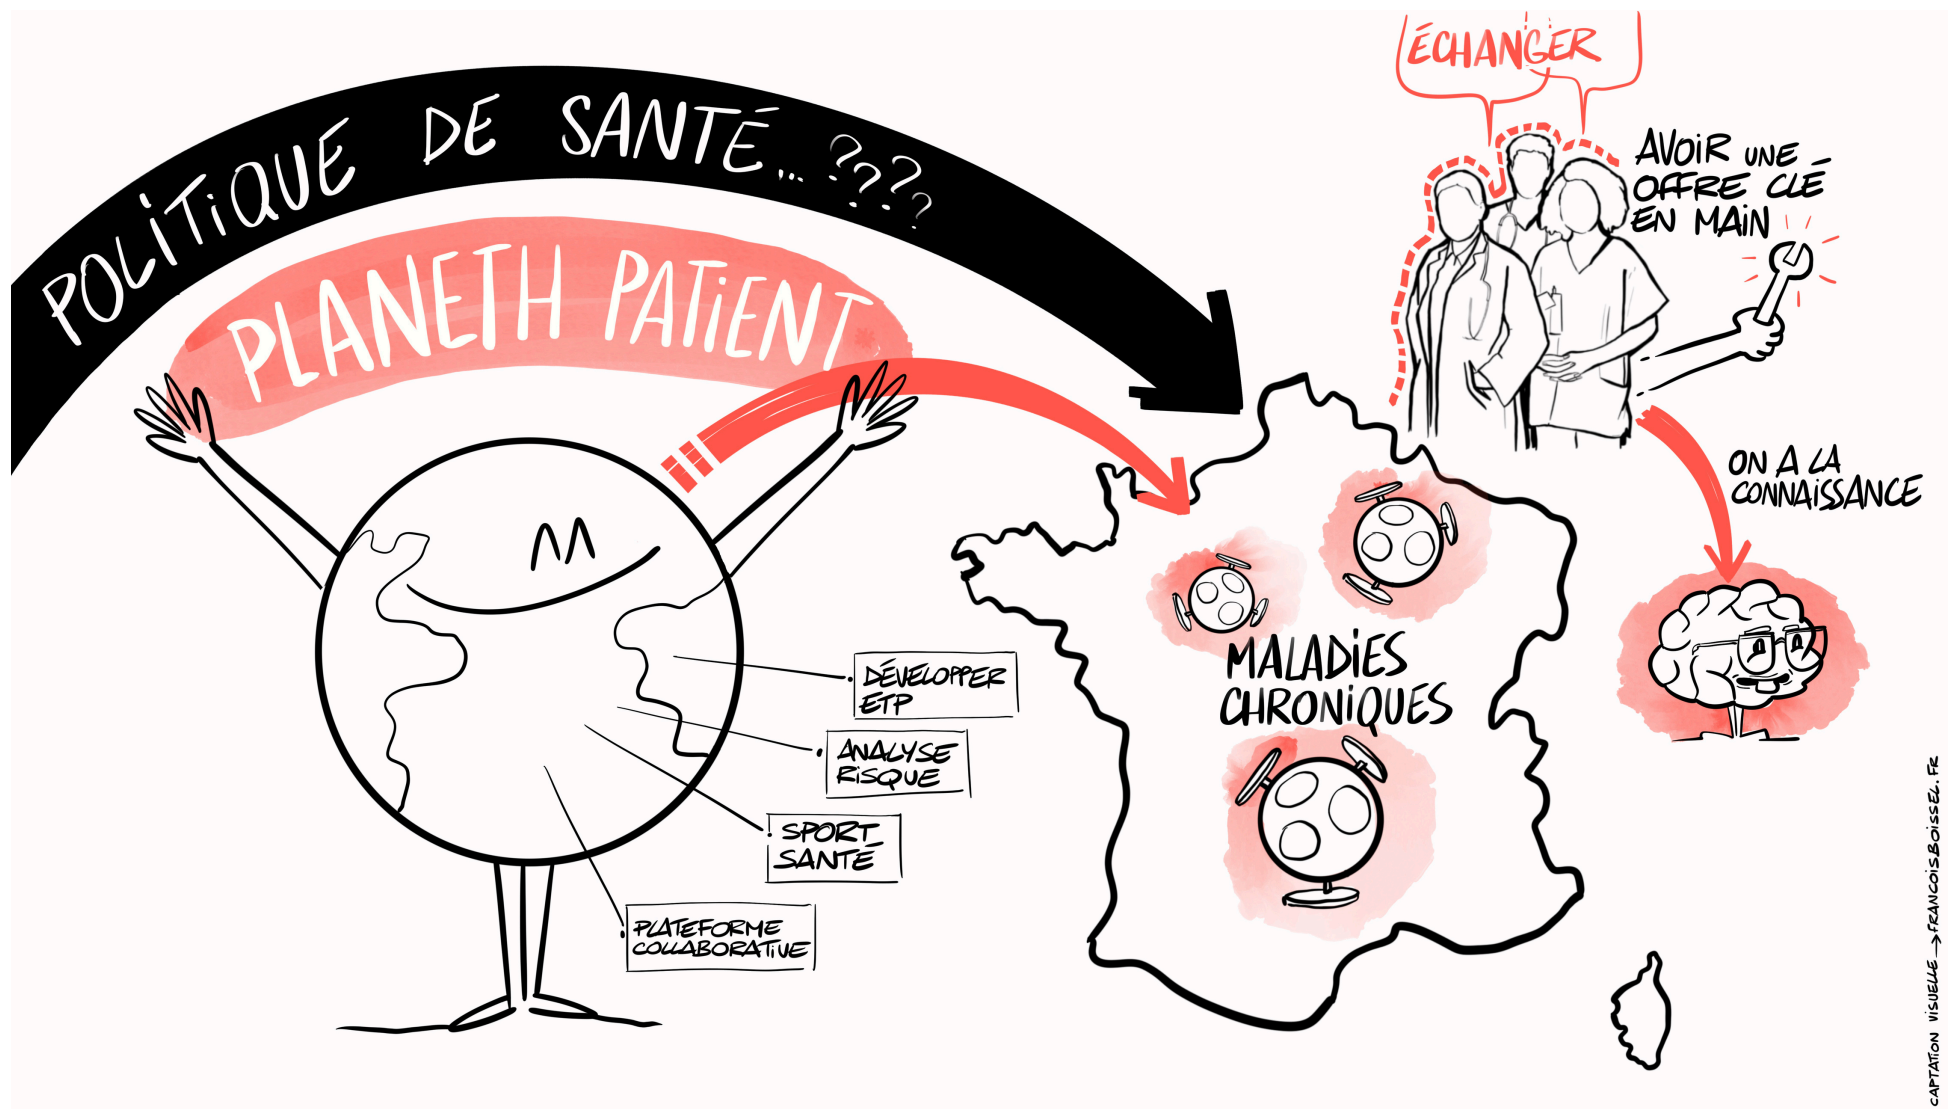 POLITIQUE DE SANTÉ... ????
PLANETH PATIENT
DÉVELOPPER
ETP
ANALYSE
RISQUE
SPORT
SANTÉ
PLATEFORME
COLLABORATIVE
MALADIES
CHRONIQUES
ÉCHANGER
AVOIR UNE
OFFRE CLÉ
EN MAIN
ON A LA
CONNAISSANCE
CAPTATION VISUELLE → FRANCOISBOISSEL.FR